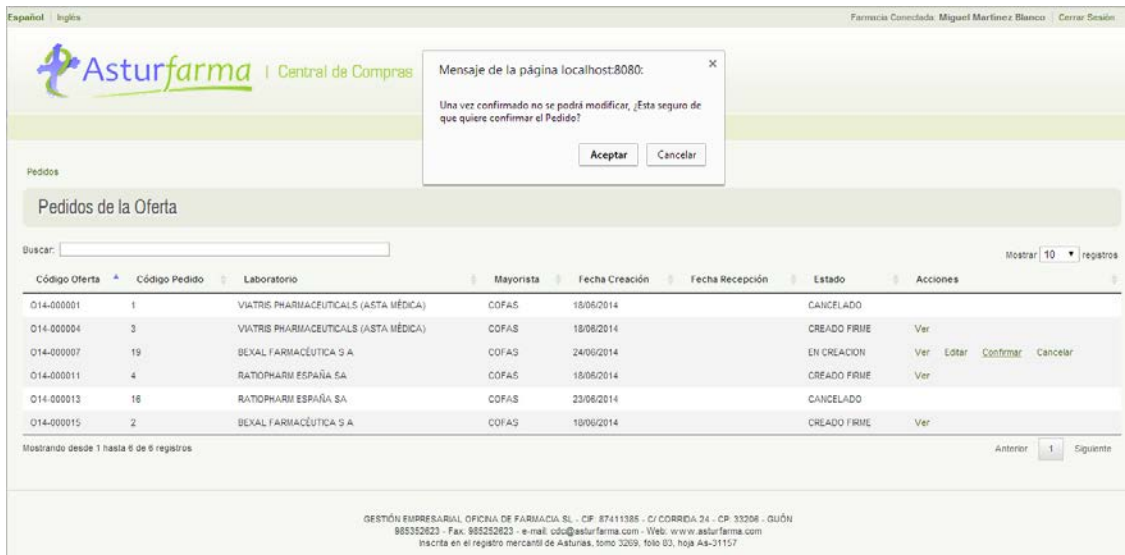 Español | Inglés
Farmacia Conectada: Miguel Martínez Blanco | Cerrar Sesión
Asturfarma | Central de Compras
Mensaje de la página localhost:8080:
×
Una vez confirmado no se podrá modificar, ¿Esta seguro de
que quiere confirmar el Pedido?
Aceptar Cancelar
Pedidos
Pedidos de la Oferta
Buscar:
Mostrar 10 registros
Código Oferta Código Pedido Laboratorio Mayorista Fecha Creación Fecha Recepción Estado Acciones
O14-000001 1 VIATRIS PHARMACEUTICALS (ASTA MÉDICA) COFAS 18/06/2014 CANCELADO
O14-000004 3 VIATRIS PHARMACEUTICALS (ASTA MÉDICA) COFAS 18/06/2014 CREADO FIRME Ver
O14-000007 19 BEXAL FARMACÉUTICA S A COFAS 24/06/2014 EN CREACION Ver Editar Confirmar Cancelar
O14-000011 4 RATIOPHARM ESPAÑA SA COFAS 18/06/2014 CREADO FIRME Ver
O14-000013 16 RATIOPHARM ESPAÑA SA COFAS 23/06/2014 CANCELADO
O14-000015 2 BEXAL FARMACÉUTICA S A COFAS 18/06/2014 CREADO FIRME Ver
Mostrando desde 1 hasta 6 de 6 registros
Anterior 1 Siguiente
GESTIÓN EMPRESARIAL OFICINA DE FARMACIA SL - CIF: 87411385 - C/ CORRIDA 24 - CP: 33206 - GIJÓN
985352623 - Fax: 985252623 - e-mail: cdc@asturfarma.com - Web: www.asturfarma.com
Inscrita en el registro mercantil de Asturias, tomo 3269, folio 83, hoja As-31157